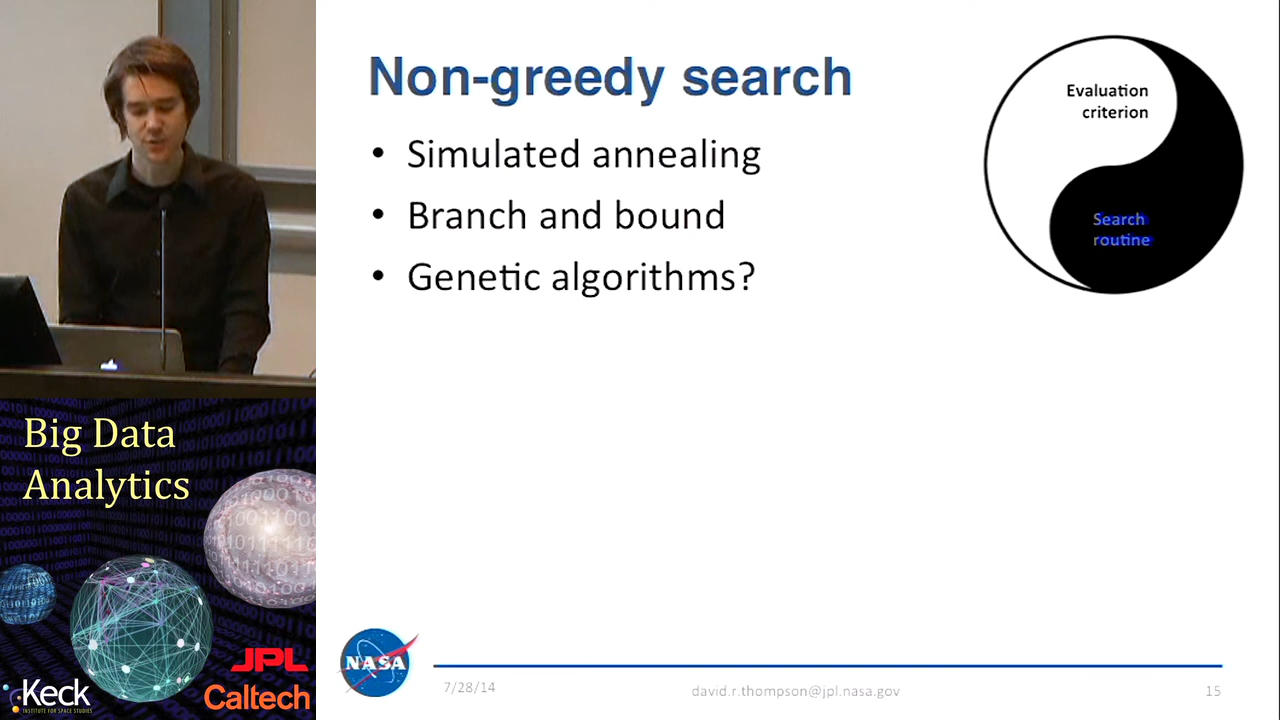 Non-greedy search
• Simulated annealing
• Branch and bound
• Genetic algorithms?
Evaluation
criterion
Search
routine
Big Data
Analytics
Keck
INSTITUTE FOR SPACE STUDIES
JPL
Caltech
NASA
7/28/14
david.r.thompson@jpl.nasa.gov
15